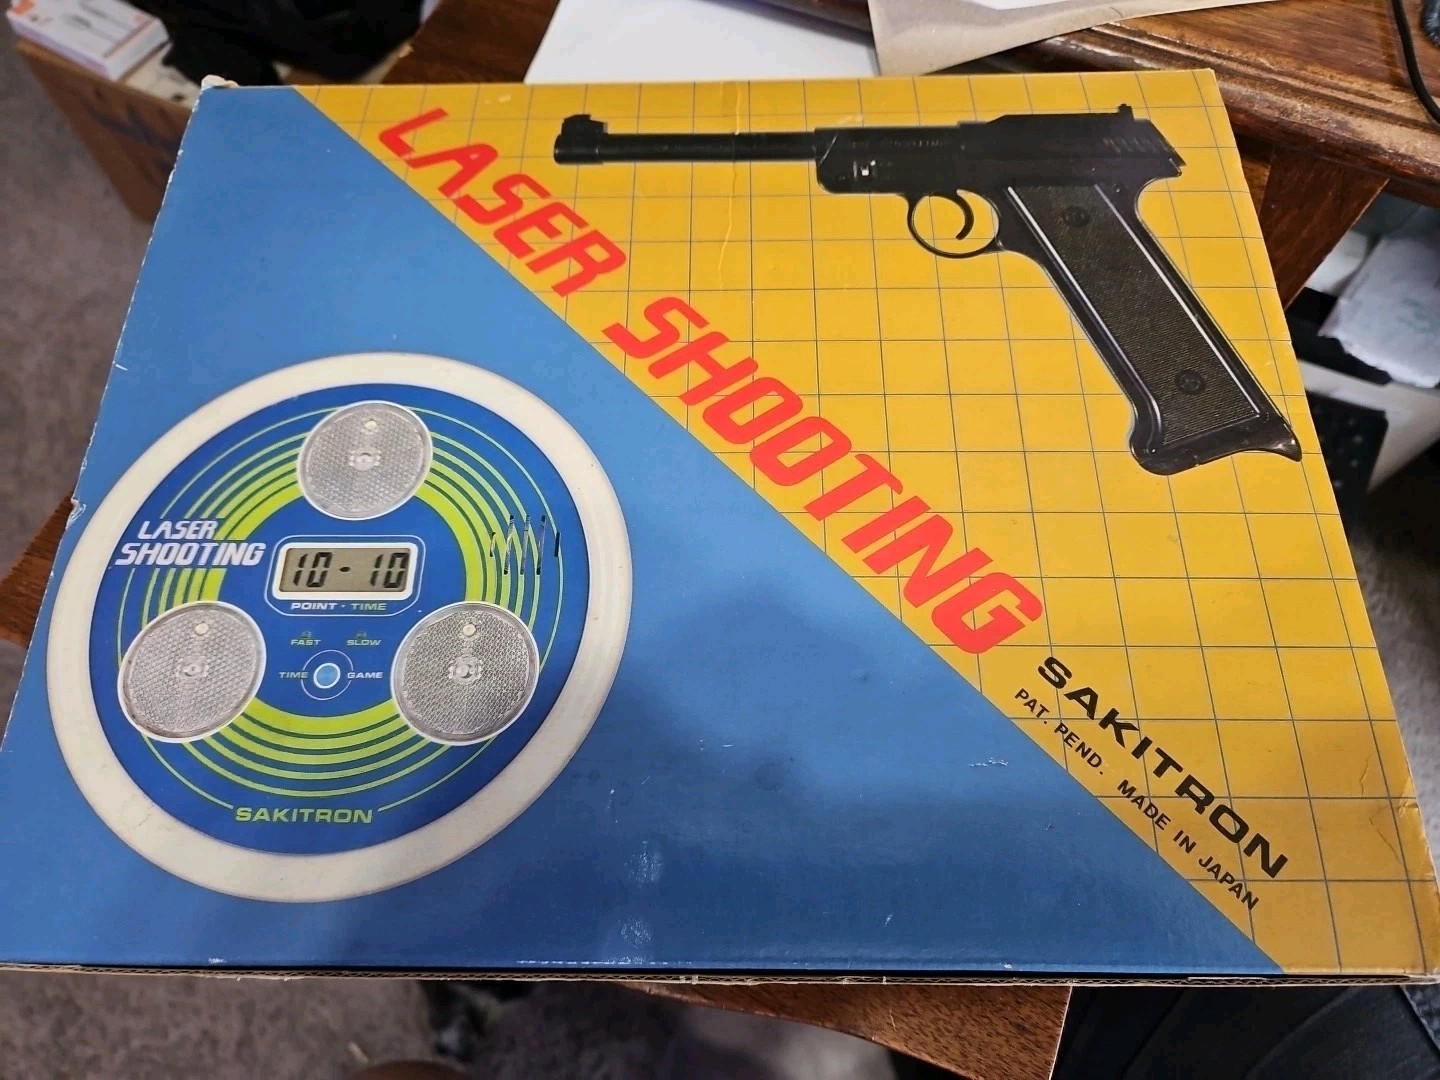 LASER SHOOTING
SAKITRON
PAT. PEND. MADE IN JAPAN
LASER
SHOOTING
10 - 10
POINT · TIME
FAST SLOW
TIME GAME
SAKITRON